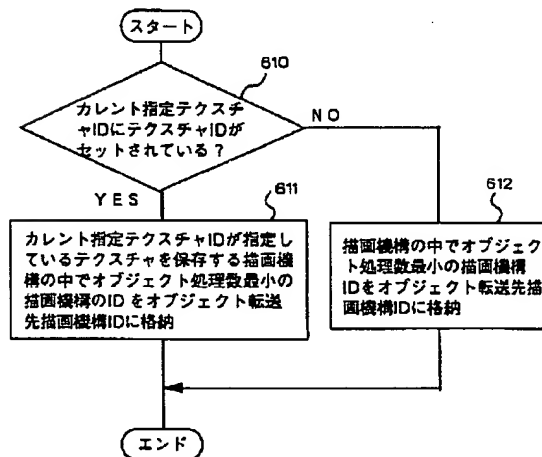 スタート
610
カレント指定テクスチ
ャIDにテクスチャIDが
セットされている？
NO
YES
611
カレント指定テクスチャIDが指定し
ているテクスチャを保存する描画機
構の中でオブジェクト処理数最小の
描画機構のID をオブジェクト転送
先描画機構IDに格納
612
描画機構の中でオブジェク
ト処理数最小の描画機構
IDをオブジェクト転送先描
画機構IDに格納
エンド